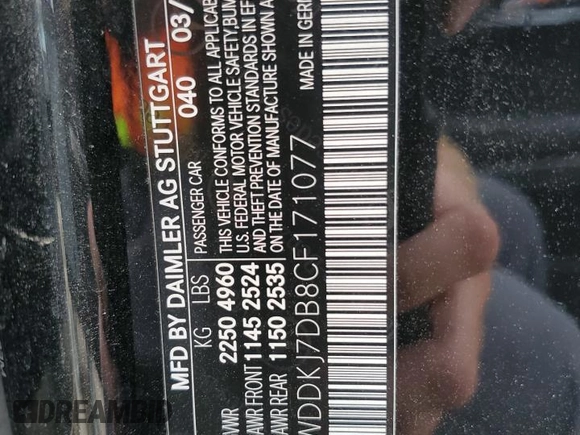 MFD BY DAIMLER AG STUTTGART
040 03/
KG LBS PASSENGER CAR
2250 4960 THIS VEHICLE CONFORMS TO ALL APPLICAB
GAWR FRONT 1145 2524 U.S. FEDERAL MOTOR VEHICLE SAFETY, BUM
GAWR REAR 1150 2535 AND THEFT PREVENTION STANDARDS IN EF
ON THE DATE OF MANUFACTURE SHOWN A
MADE IN GER
WDDKJ7DB8CF171077
DREAMBID